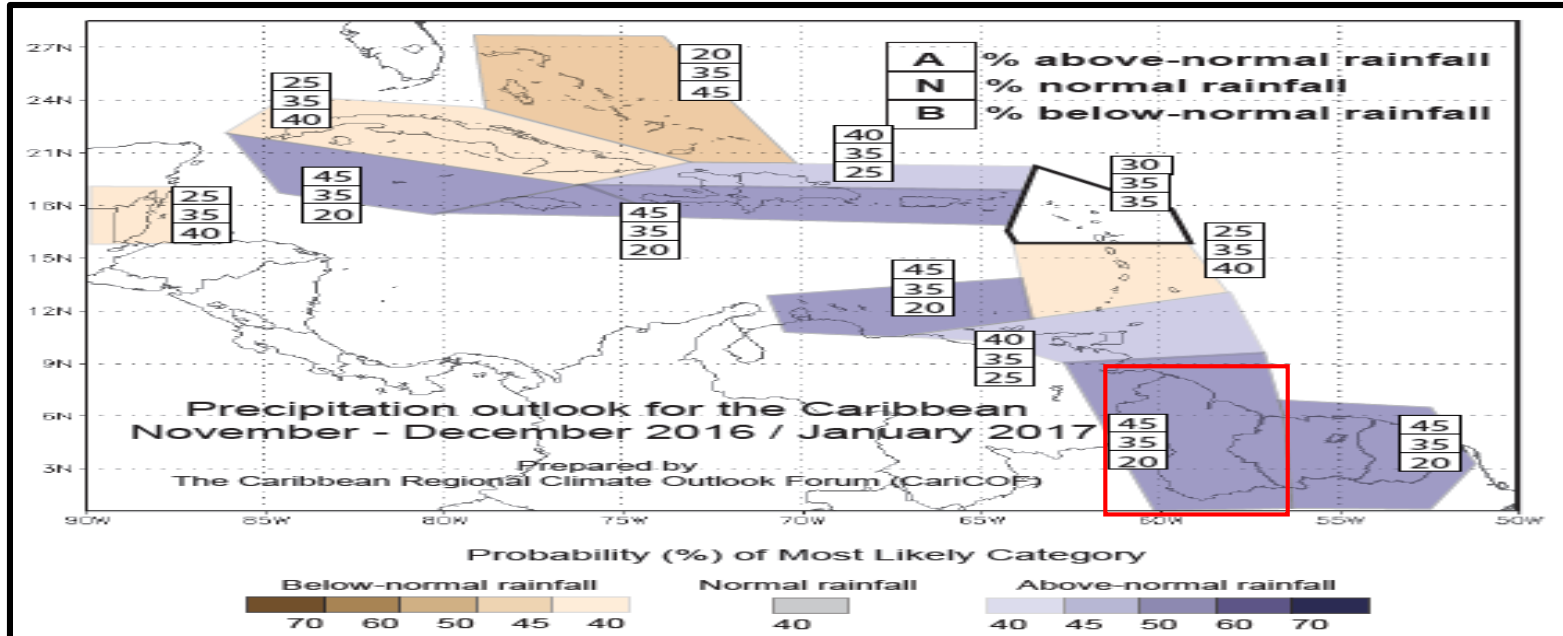 27N
24N
21N
18N
15N
12N
9N
6N
3N
A % above-normal rainfall
N % normal rainfall
B % below-normal rainfall
20
35
45
25
35
40
40
35
25
30
35
35
45
35
20
25
35
40
45
35
20
25
35
40
45
35
20
40
35
25
45
35
20
45
35
20
Precipitation outlook for the Caribbean
November - December 2016 / January 2017
Prepared by
The Caribbean Regional Climate Outlook Forum (CariCOF)
90W 85W 80W 75W 70W 65W 60W 55W 50W
Probability (%) of Most Likely Category
Below-normal rainfall Normal rainfall Above-normal rainfall
70 60 50 45 40 40 40 45 50 60 70